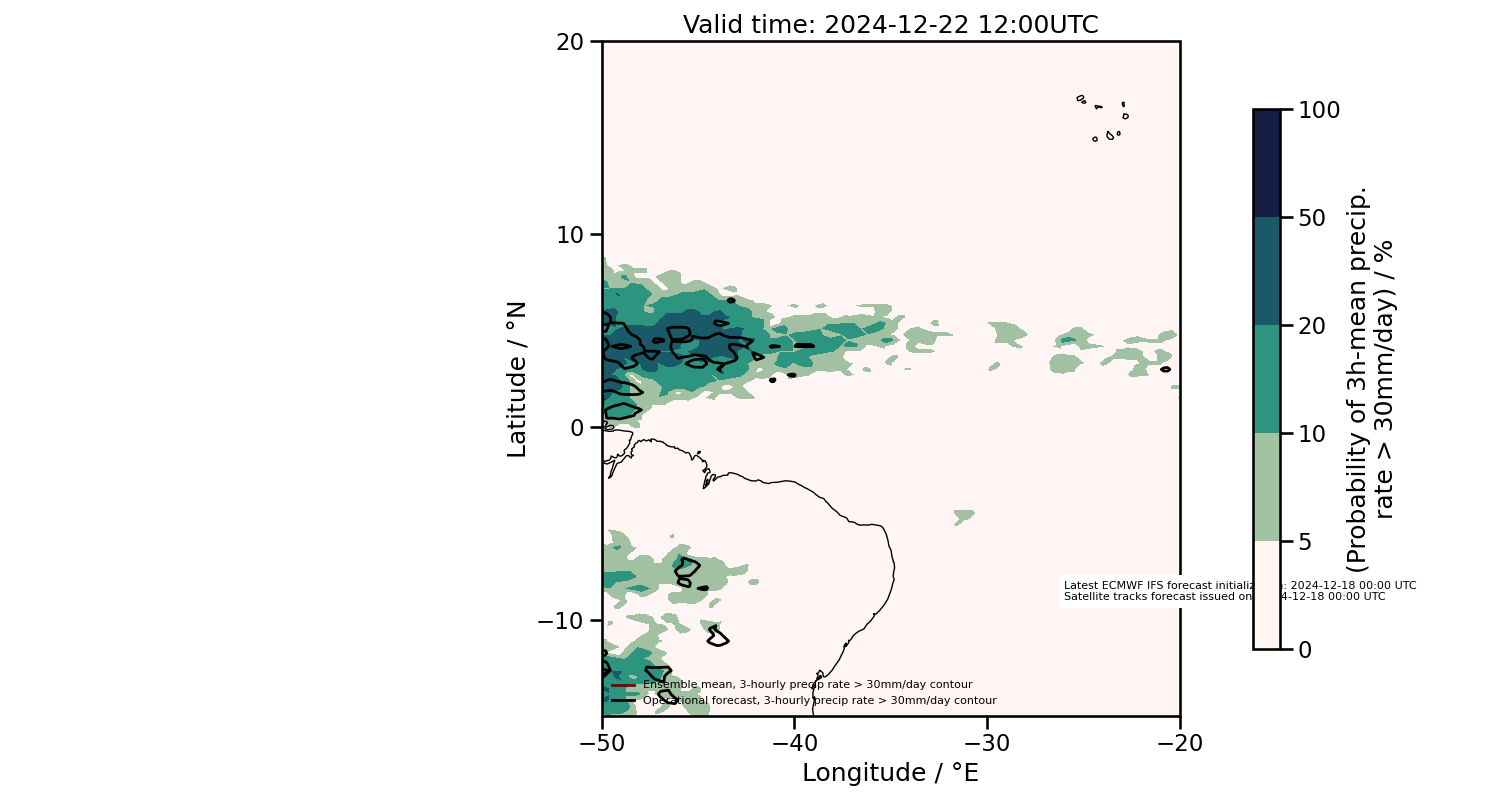 Valid time: 2024-12-22 12:00UTC
20
10
0
−10
Latitude / °N
−50
−40
−30
−20
Longitude / °E
Ensemble mean, 3-hourly precip rate > 30mm/day contour
Operational forecast, 3-hourly precip rate > 30mm/day contour
Latest ECMWF IFS forecast : 2024-12-18 00:00 UTC
Satellite tracks forecast issued on 4-12-18 00:00 UTC
100
50
20
10
5
0
(Probability of 3h-mean precip.
rate > 30mm/day) / %